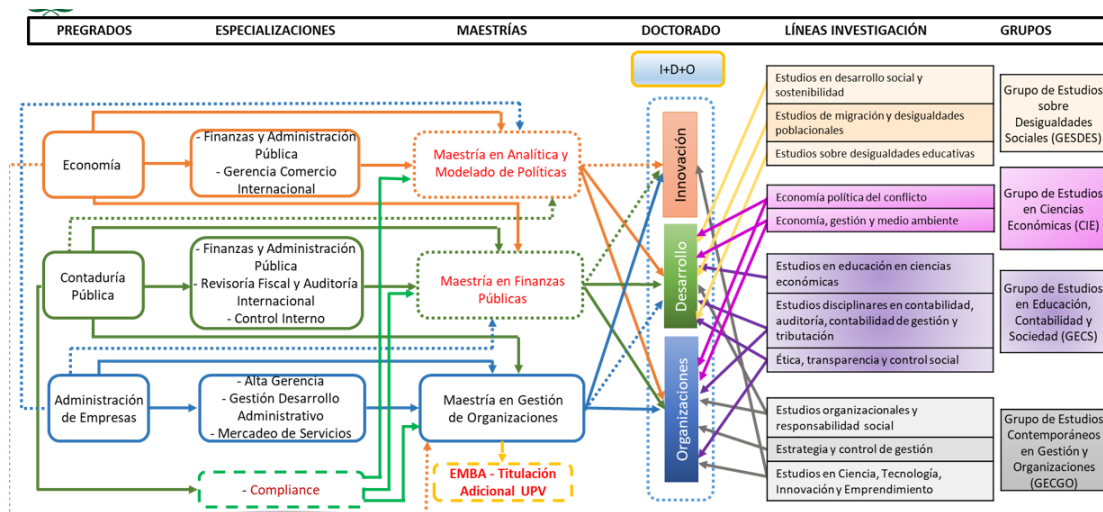 PREGRADOS
ESPECIALIZACIONES
MAESTRÍAS
DOCTORADO
LÍNEAS INVESTIGACIÓN
GRUPOS
I+D+O
Economía
- Finanzas y Administración
Pública
- Gerencia Comercio
Internacional
Maestría en Analítica y
Modelado de Políticas
Contaduría
Pública
- Finanzas y Administración
Pública
- Revisoría Fiscal y Auditoría
Internacional
- Control Interno
Maestría en Finanzas
Públicas
Administración
de Empresas
- Alta Gerencia
- Gestión Desarrollo
Administrativo
- Mercadeo de Servicios
Maestría en Gestión
de Organizaciones
- Compliance
EMBA - Titulación
Adicional UPV
Innovación
Desarrollo
Organizaciones
Estudios en desarrollo social y
sostenibilidad
Estudios de migración y desigualdades
poblacionales
Estudios sobre desigualdades educativas
Economía política del conflicto
Economía, gestión y medio ambiente
Estudios en educación en ciencias
económicas
Estudios disciplinares en contabilidad,
auditoría, contabilidad de gestión y
tributación
Ética, transparencia y control social
Estudios organizacionales y
responsabilidad social
Estrategia y control de gestión
Estudios en Ciencia, Tecnología,
Innovación y Emprendimiento
Grupo de Estudios
sobre
Desigualdades
Sociales (GESDES)
Grupo de Estudios
en Ciencias
Económicas (CIE)
Grupo de Estudios
en Educación,
Contabilidad y
Sociedad (GECS)
Grupo de Estudios
Contemporáneos
en Gestión y
Organizaciones
(GECGO)